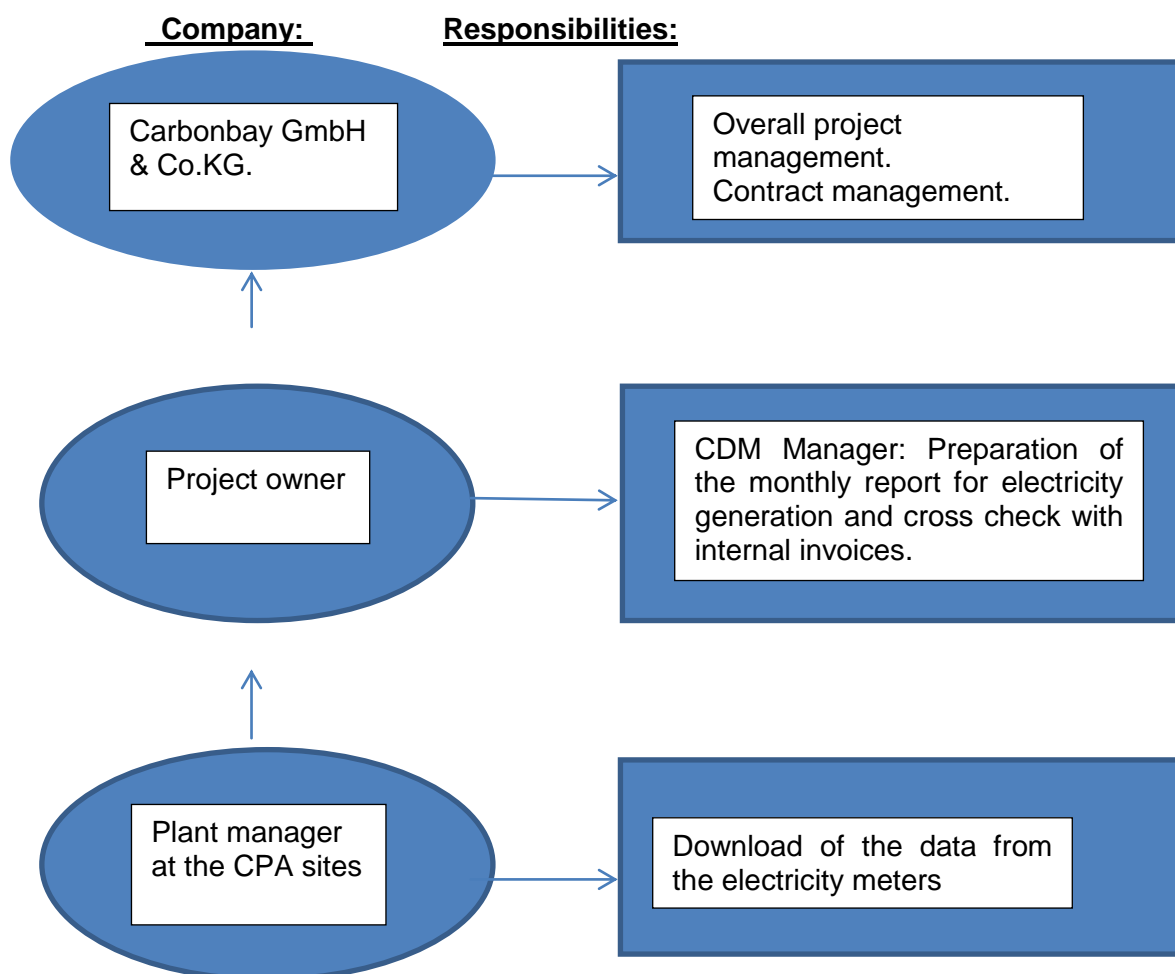 Company: Responsibilities:
Carbonbay GmbH
& Co.KG.
Overall project
management.
Contract management.
Project owner
CDM Manager: Preparation of
the monthly report for electricity
generation and cross check with
internal invoices.
Plant manager
at the CPA sites
Download of the data from
the electricity meters